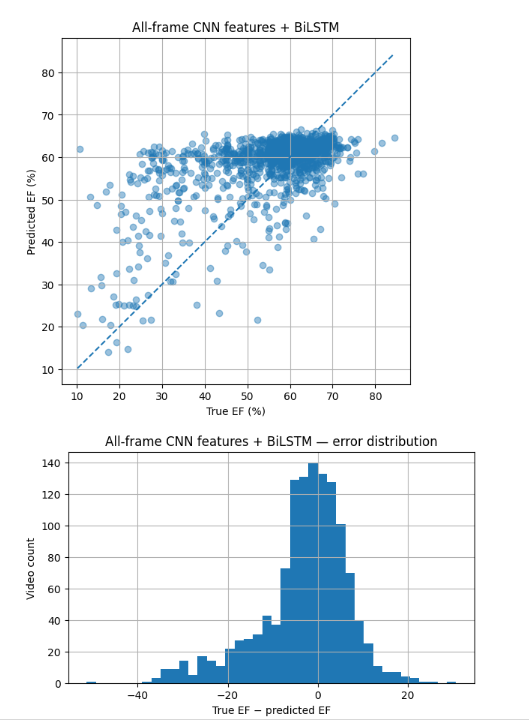 All-frame CNN features + BiLSTM
80
70
60
50
40
30
20
10
Predicted EF (%)
10 20 30 40 50 60 70 80
True EF (%)
All-frame CNN features + BiLSTM — error distribution
140
120
100
80
60
40
20
0
Video count
−40 −20 0 20
True EF − predicted EF